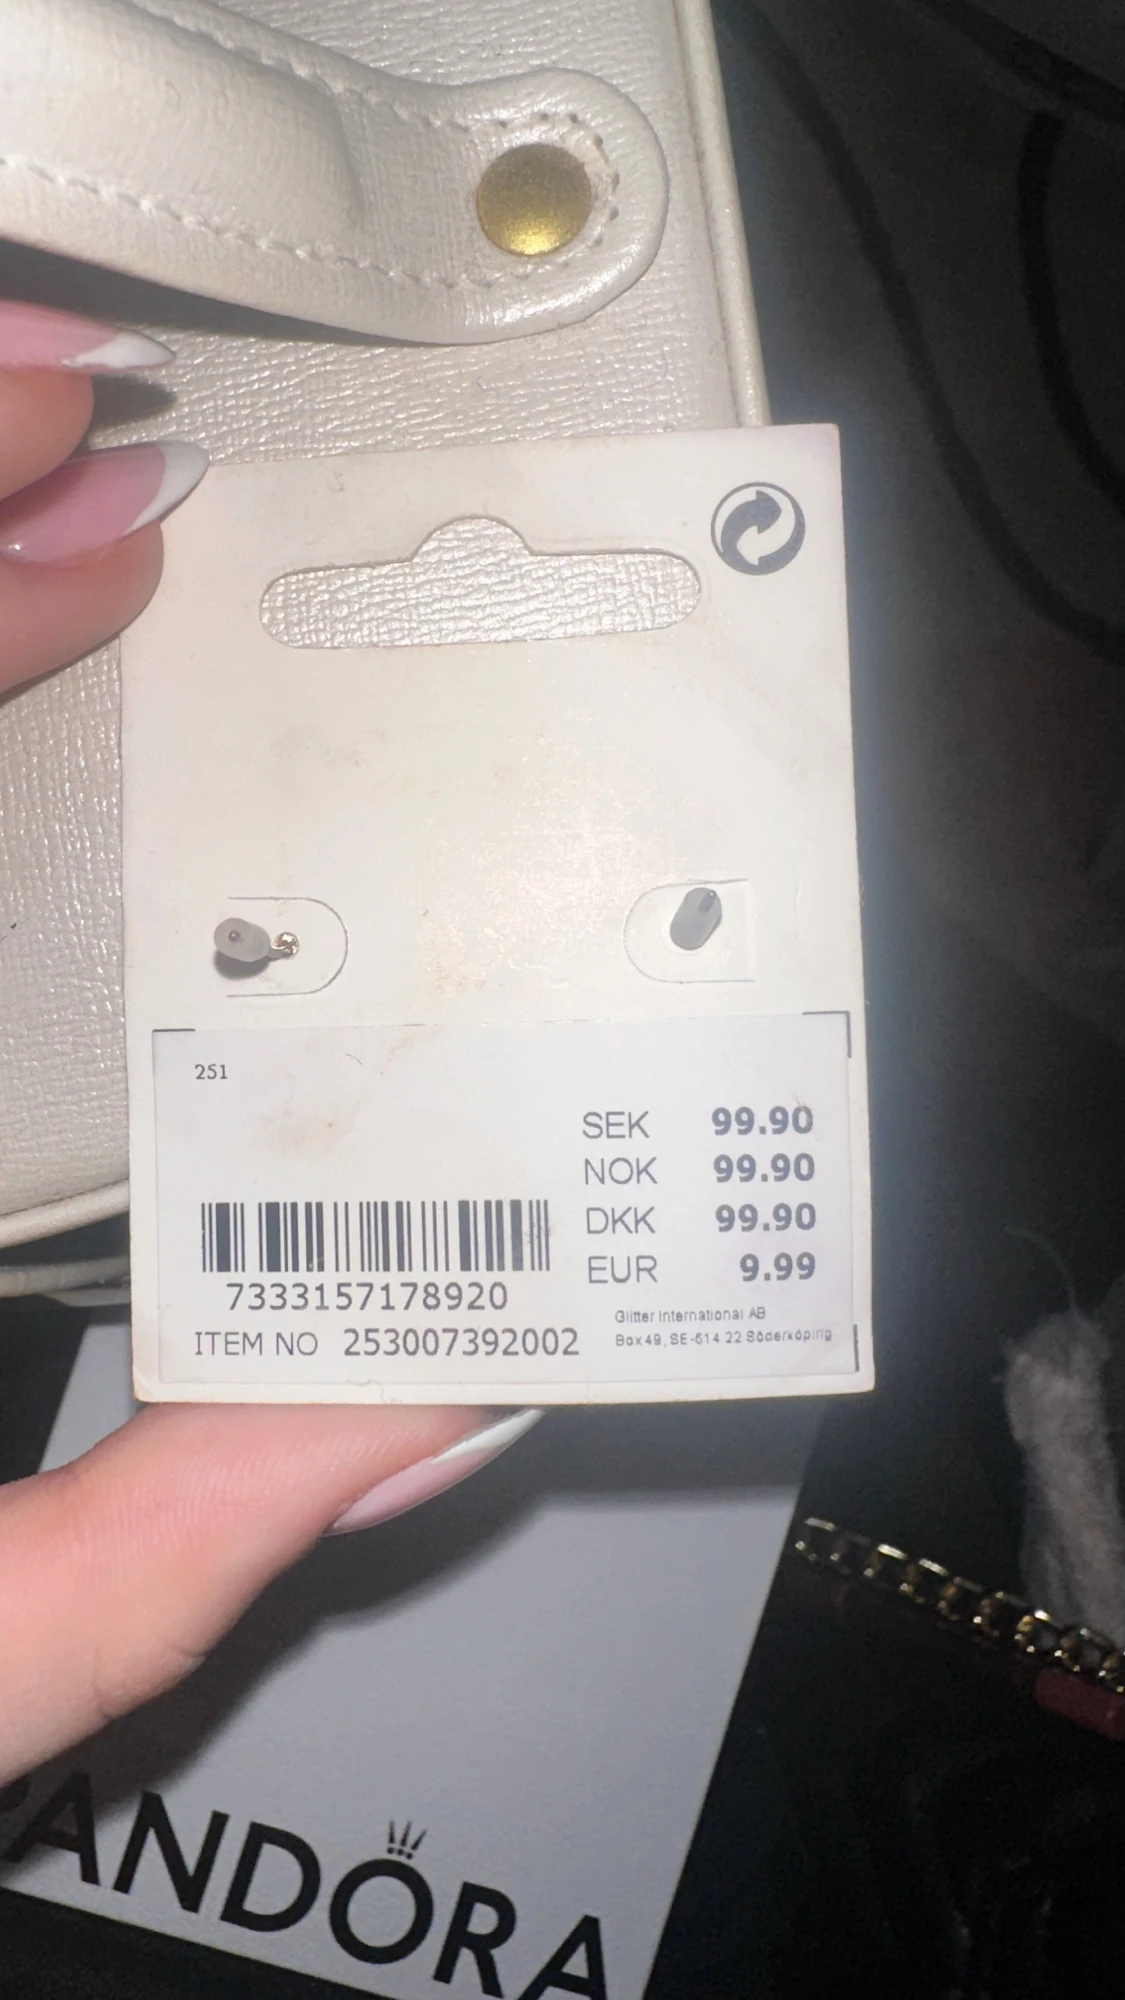 251
SEK 99.90
NOK 99.90
DKK 99.90
EUR 9.99
7333157178920
ITEM NO 253007392002
Glitter International AB
Box 49, SE-614 22 Söderköping
PANDORA